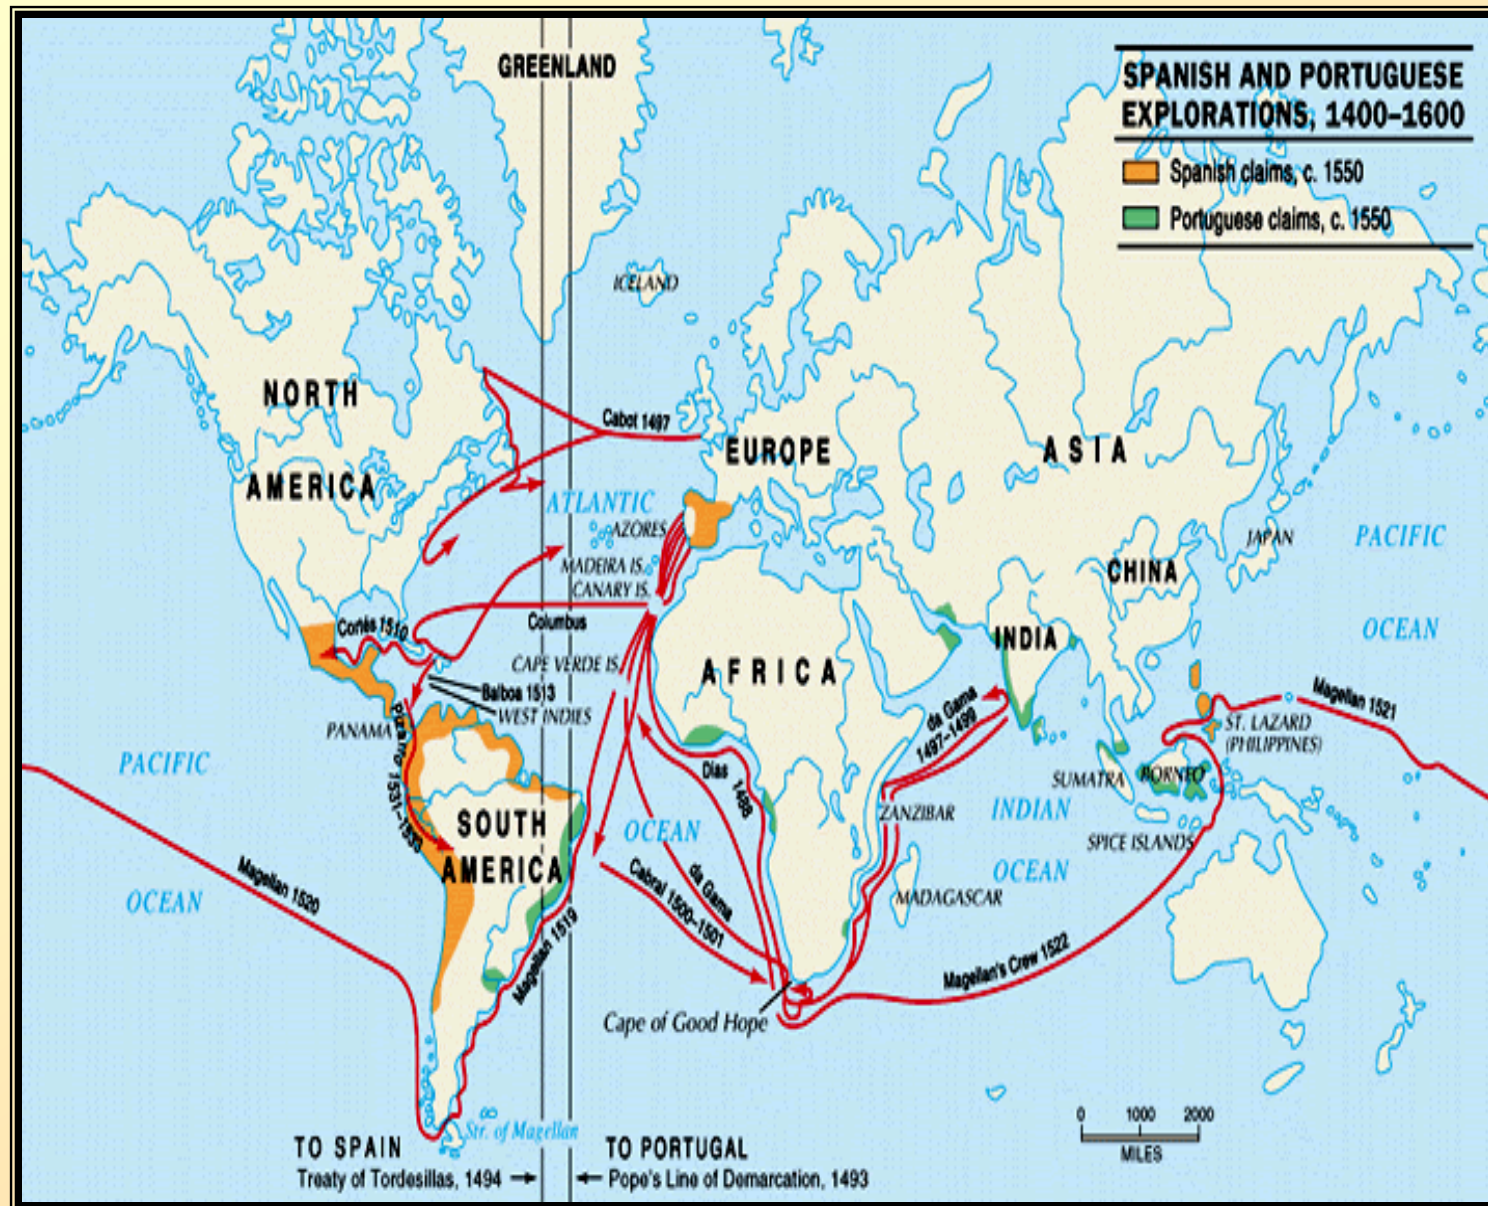 GREENLAND
SPANISH AND PORTUGUESE
EXPLORATIONS, 1400–1600
Spanish claims, c. 1550
Portuguese claims, c. 1550
ICELAND
NORTH
AMERICA
Cabot 1497
EUROPE
ASIA
ATLANTIC
AZORES
MADEIRA IS.
CANARY IS.
JAPAN
PACIFIC
OCEAN
CHINA
Cortés 1510
Columbus
INDIA
CAPE VERDE IS.
AFRICA
Balboa 1513
WEST INDIES
PANAMA
Pizarro 1531–1533
da Gama
1497–1499
Magellan 1521
ST. LAZARD
(PHILIPPINES)
PACIFIC
OCEAN
Dias 1488
SUMATRA
BORNEO
SOUTH
AMERICA
OCEAN
ZANZIBAR
INDIAN
OCEAN
SPICE ISLANDS
Magellan 1520
Cabral 1500–1501
da Gama
MADAGASCAR
Magellan 1519
Magellan's Crew 1522
Cape of Good Hope
Str. of Magellan
0 1000 2000
MILES
TO SPAIN
Treaty of Tordesillas, 1494
TO PORTUGAL
Pope's Line of Demarcation, 1493